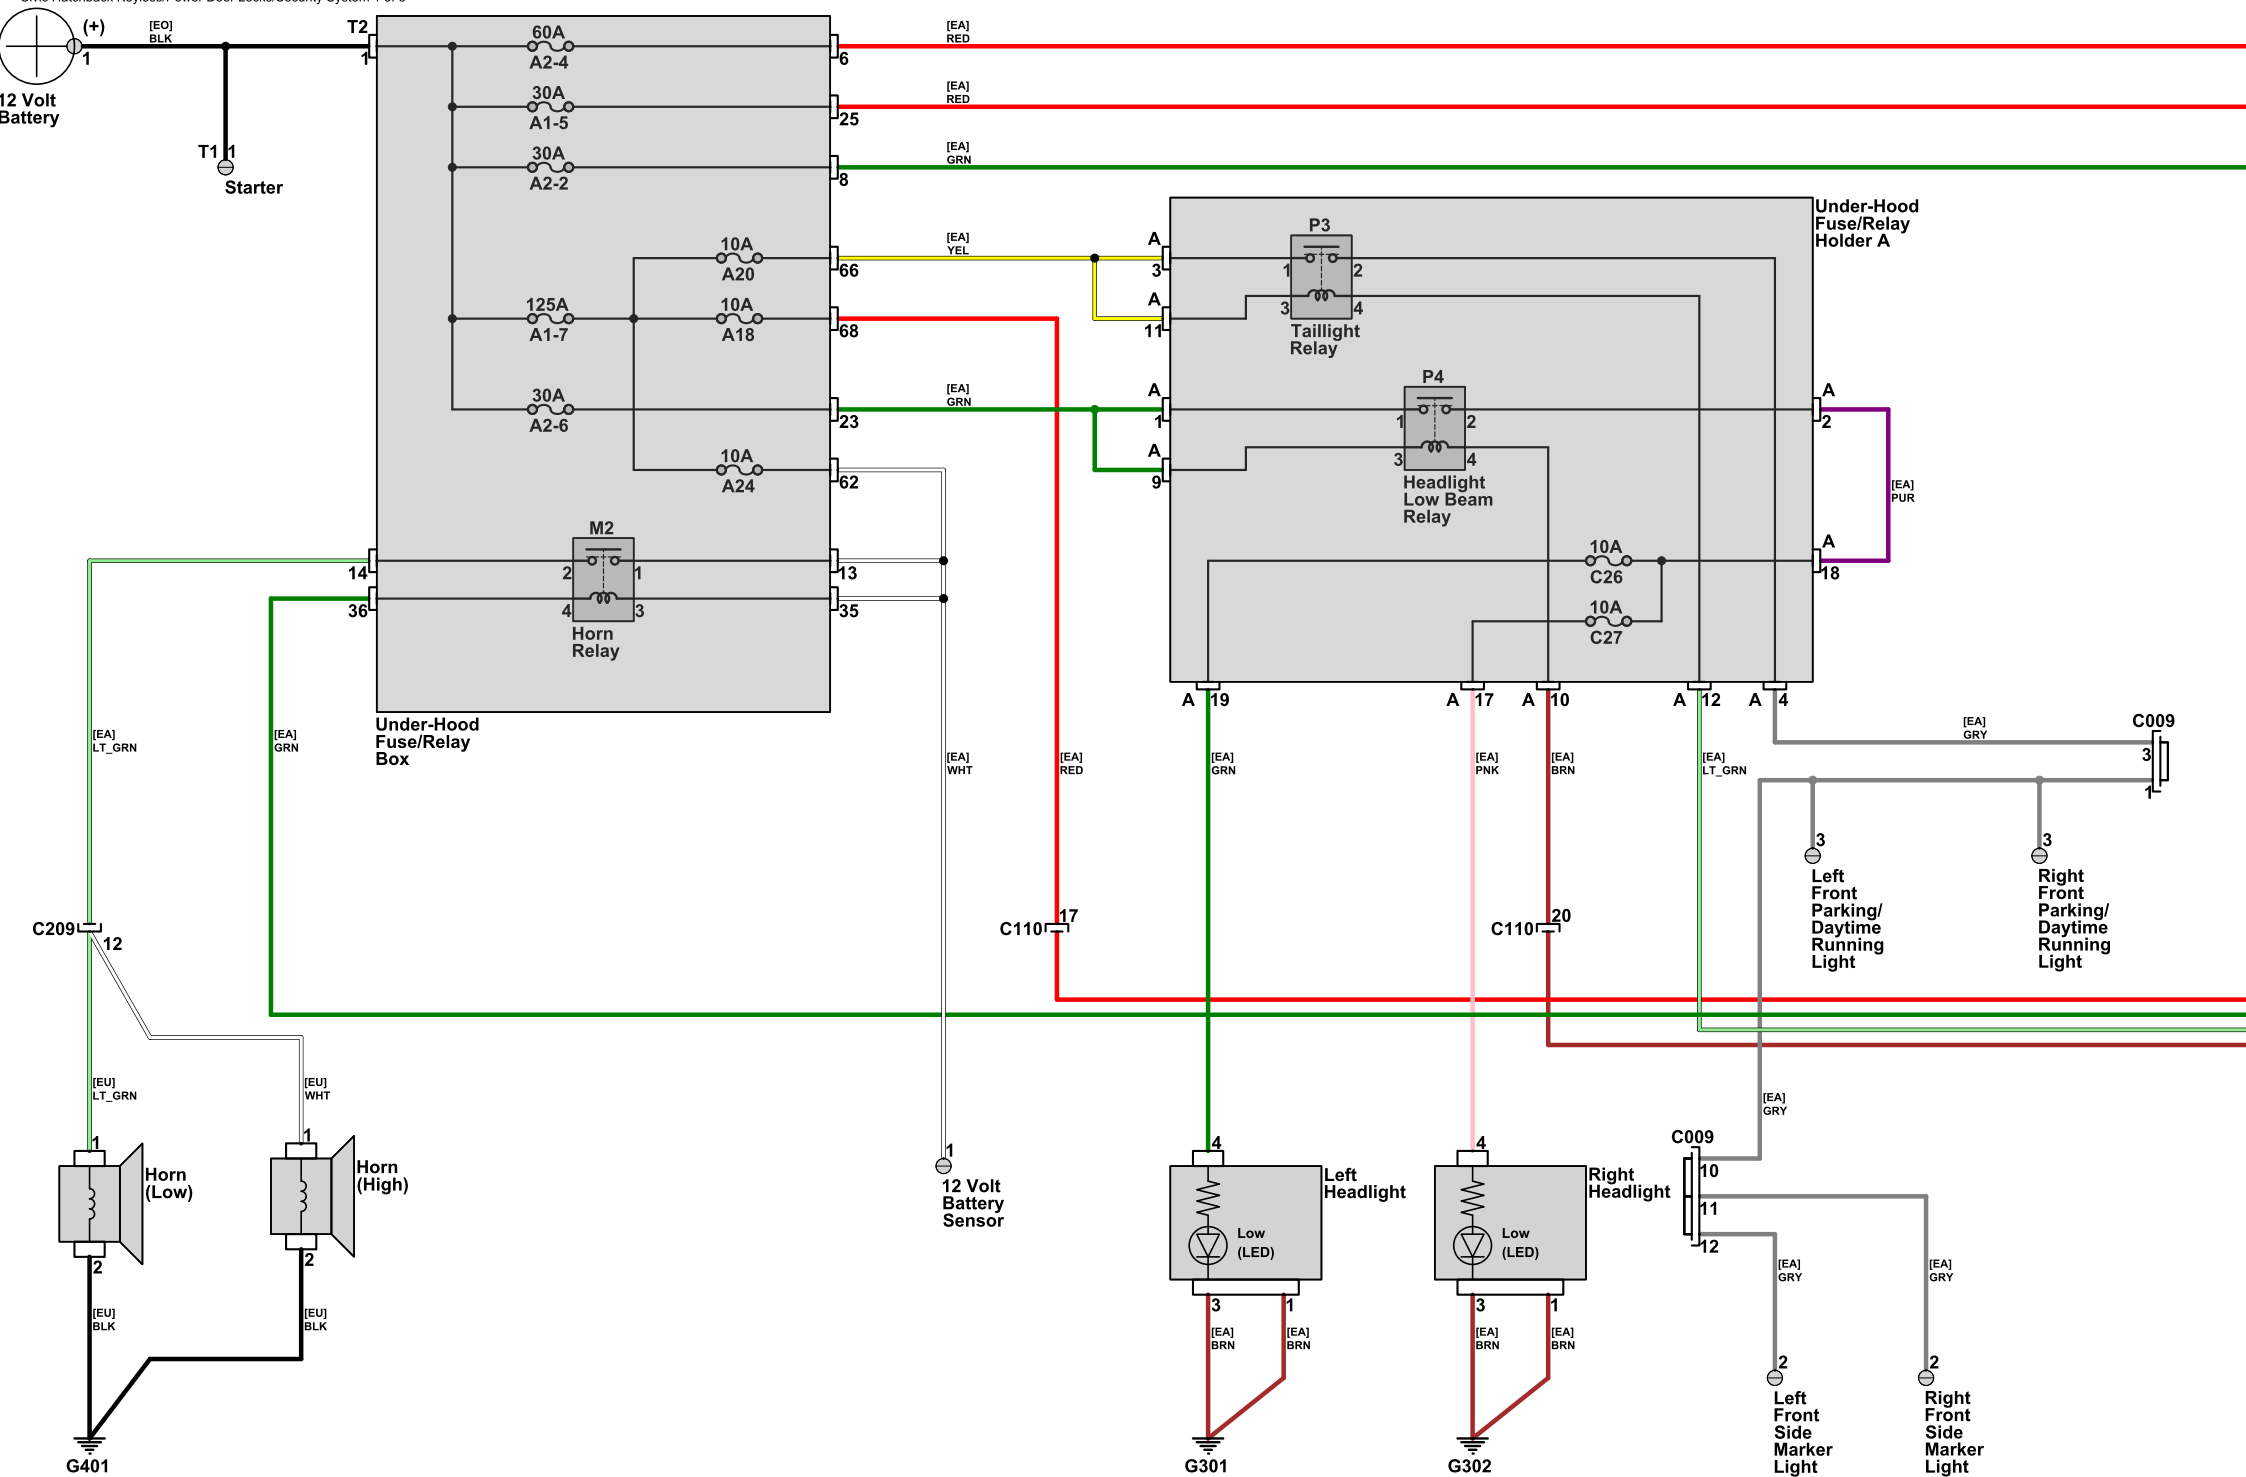 (+)
[EO]
BLK
1
12 Volt
Battery
T1 1
Starter
T2
1
60A
A2-4
6
[EA]
RED
30A
A1-5
25
[EA]
RED
30A
A2-2
8
[EA]
GRN
10A
A20
66
[EA]
YEL
125A
A1-7
10A
A18
68
30A
A2-6
23
[EA]
GRN
10A
A24
62
M2
14
2
1
13
36
4
3
35
Horn
Relay
Under-Hood
Fuse/Relay
Box
Under-Hood
Fuse/Relay
Holder A
A
3
A
11
P3
1
2
3
4
Taillight
Relay
A
1
A
9
P4
1
2
3
4
Headlight
Low Beam
Relay
A
2
[EA]
PUR
A
18
10A
C26
10A
C27
A 19
A 17
A 10
A 12
A 4
[EA]
LT_GRN
[EA]
GRN
[EA]
WHT
[EA]
RED
[EA]
GRN
[EA]
PNK
[EA]
BRN
[EA]
LT_GRN
[EA]
GRY
C009
3
1
3
Left
Front
Parking/
Daytime
Running
Light
3
Right
Front
Parking/
Daytime
Running
Light
C209
12
C110
17
C110
20
[EU]
LT_GRN
[EU]
WHT
1
Horn
(Low)
2
1
Horn
(High)
2
[EU]
BLK
[EU]
BLK
G401
1
12 Volt
Battery
Sensor
4
Left
Headlight
Low
(LED)
3
1
[EA]
BRN
[EA]
BRN
G301
4
Right
Headlight
Low
(LED)
3
1
[EA]
BRN
[EA]
BRN
G302
[EA]
GRY
C009
10
11
12
[EA]
GRY
[EA]
GRY
2
Left
Front
Side
Marker
Light
2
Right
Front
Side
Marker
Light